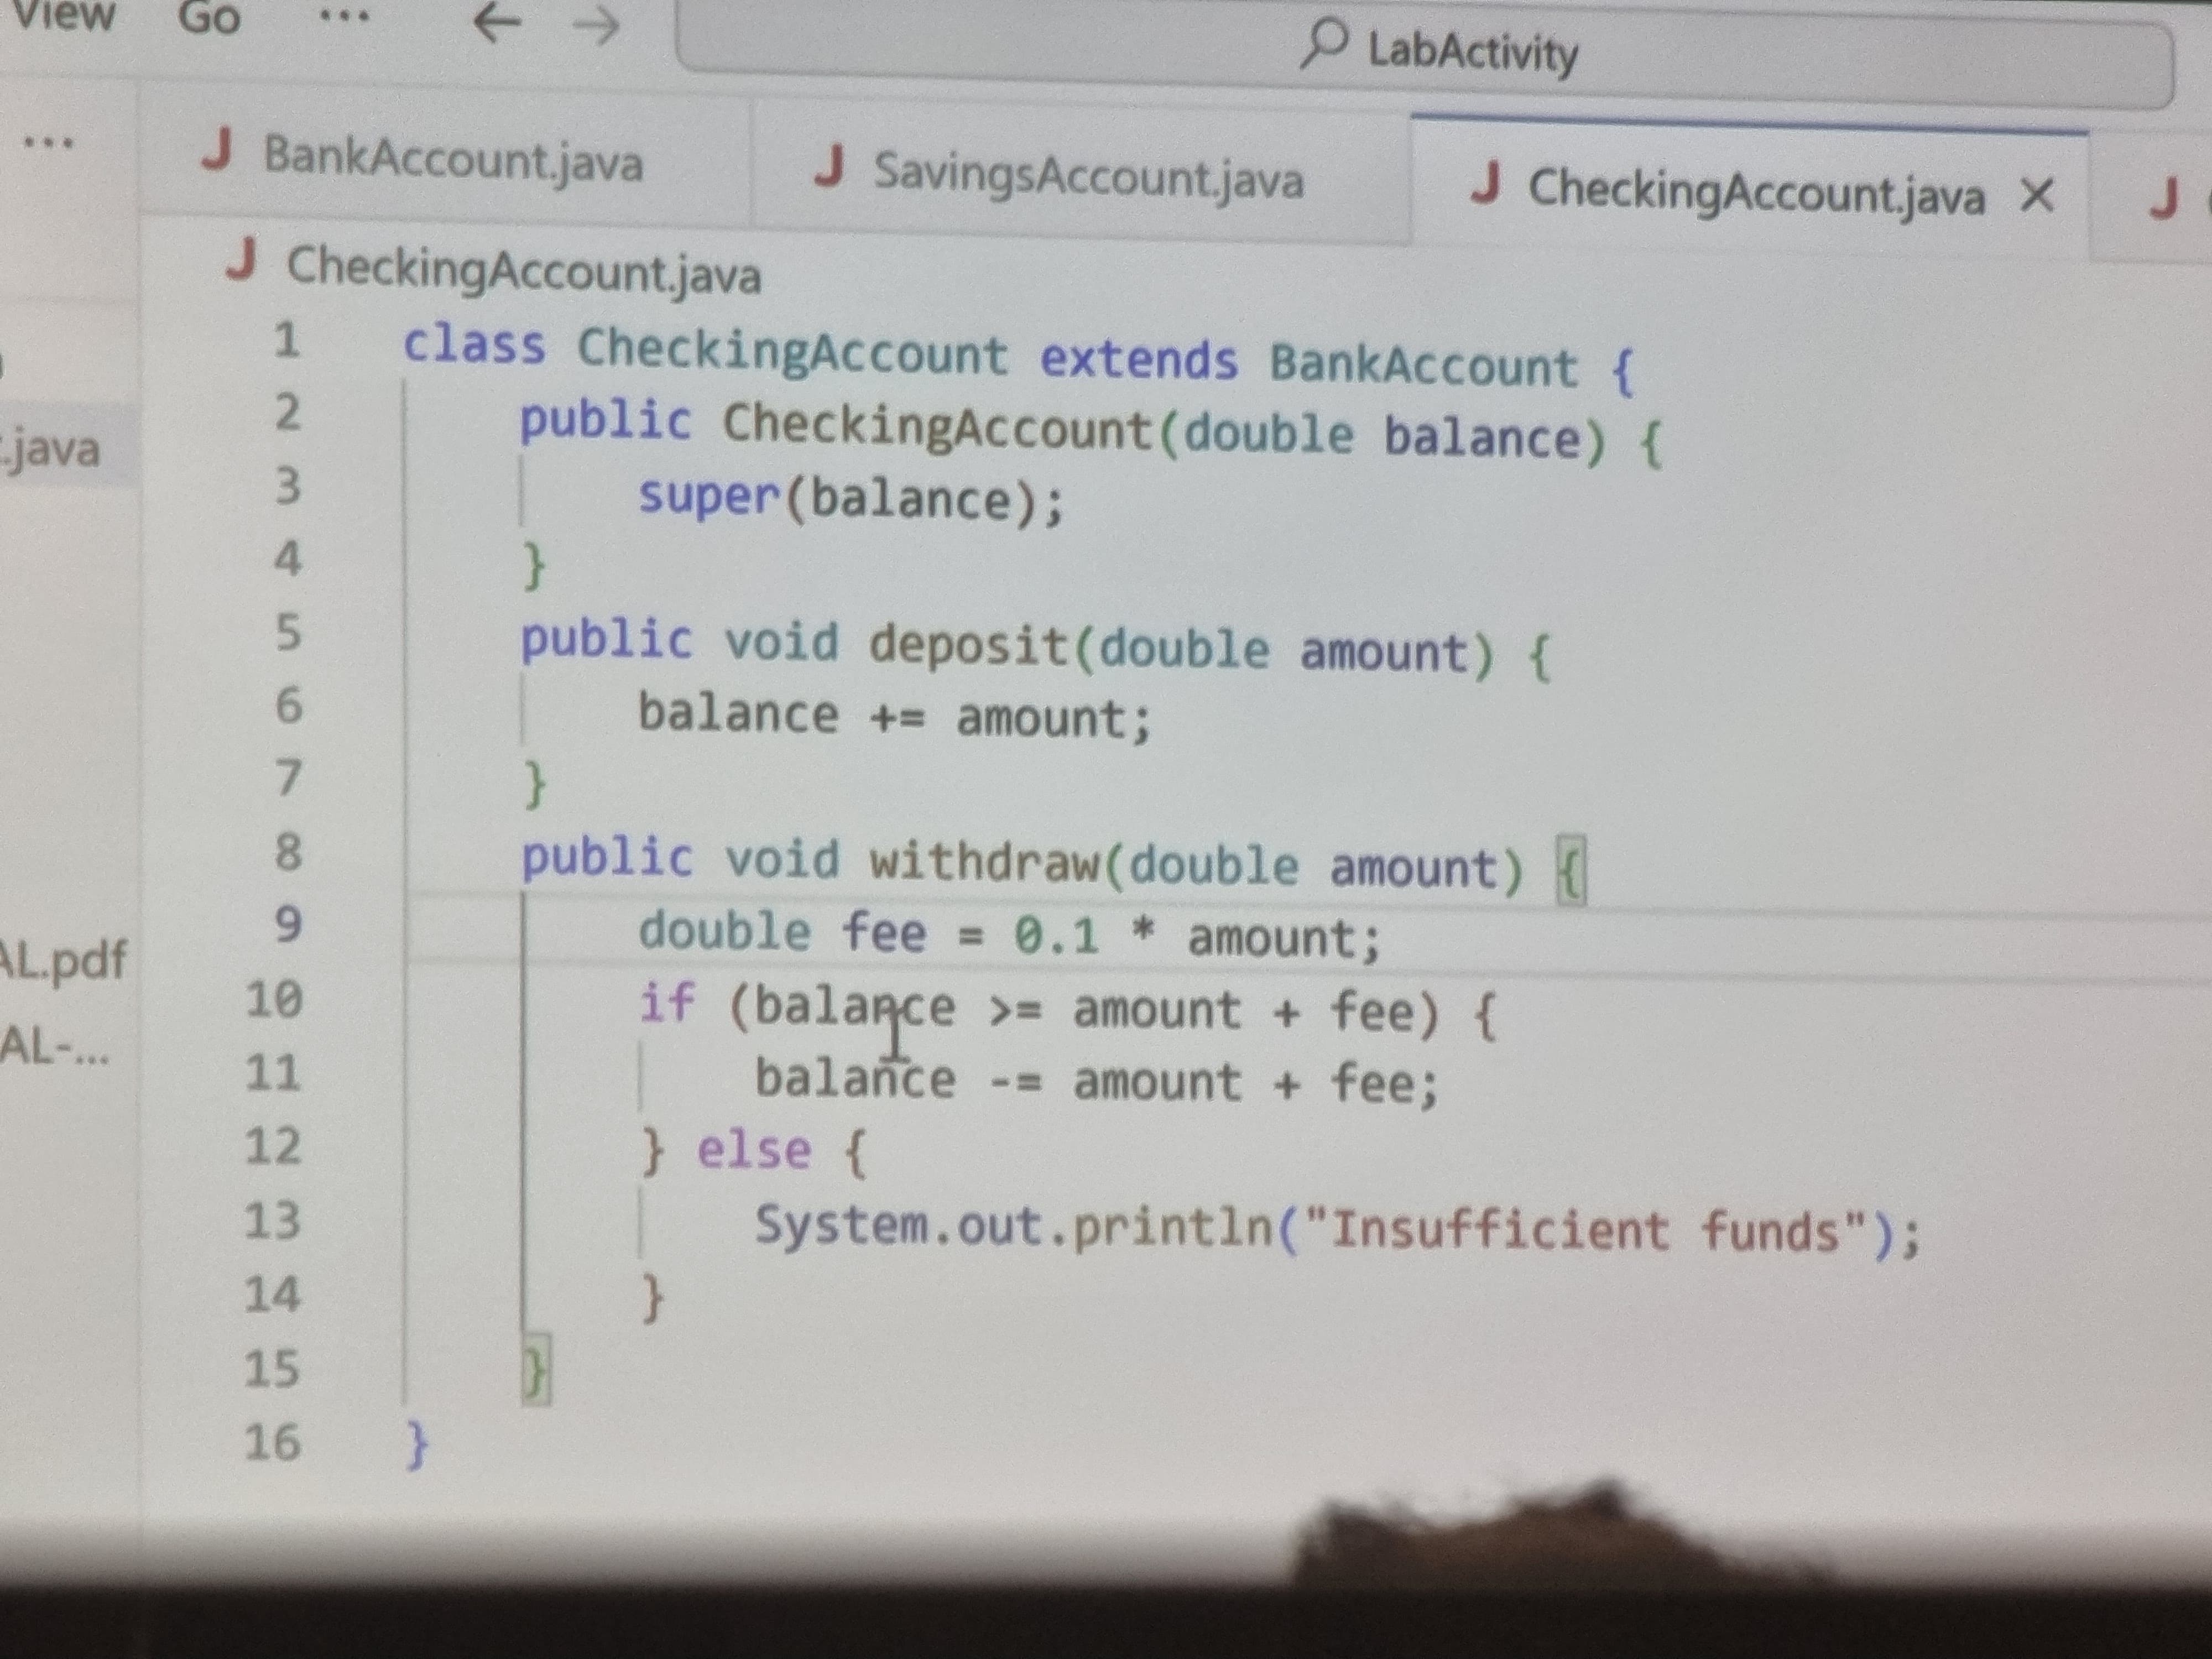 View Go ... LabActivity
... J BankAccount.java J SavingsAccount.java J CheckingAccount.java × J
J CheckingAccount.java
1 class CheckingAccount extends BankAccount {
2     public CheckingAccount(double balance) {
3         super(balance);
.java
4     }
5     public void deposit(double amount) {
6         balance += amount;
7     }
8     public void withdraw(double amount) {
9         double fee = 0.1 * amount;
AL.pdf
10         if (balance >= amount + fee) {
AL-...
11             balance -= amount + fee;
12         } else {
13             System.out.println("Insufficient funds");
14         }
15     }
16 }